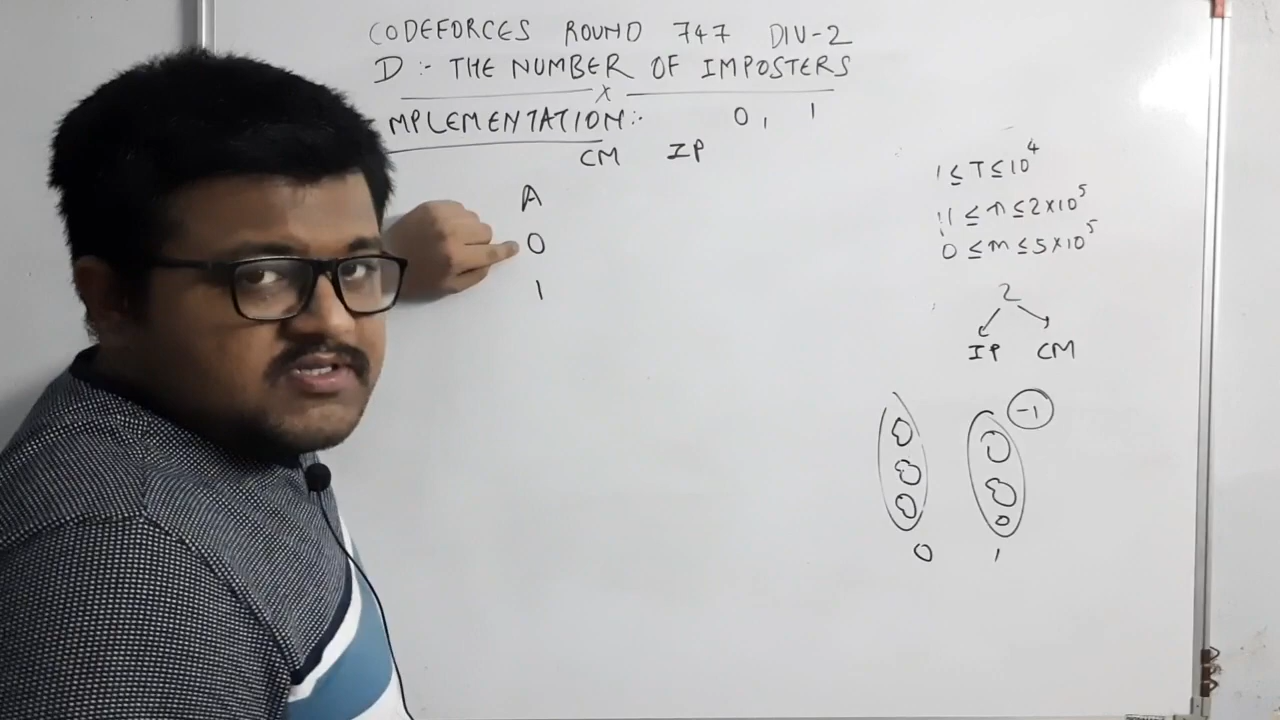 CODEFORCES ROUND 747 DIV-2
D :- THE NUMBER OF IMPOSTERS
X
MPLEMENTATION:- 0, 1
CM IP
A
0
1
1 ≤ T ≤ 10^4
1 ≤ n ≤ 2×10^5
0 ≤ m ≤ 5×10^5
2
IP CM
-1
0 1